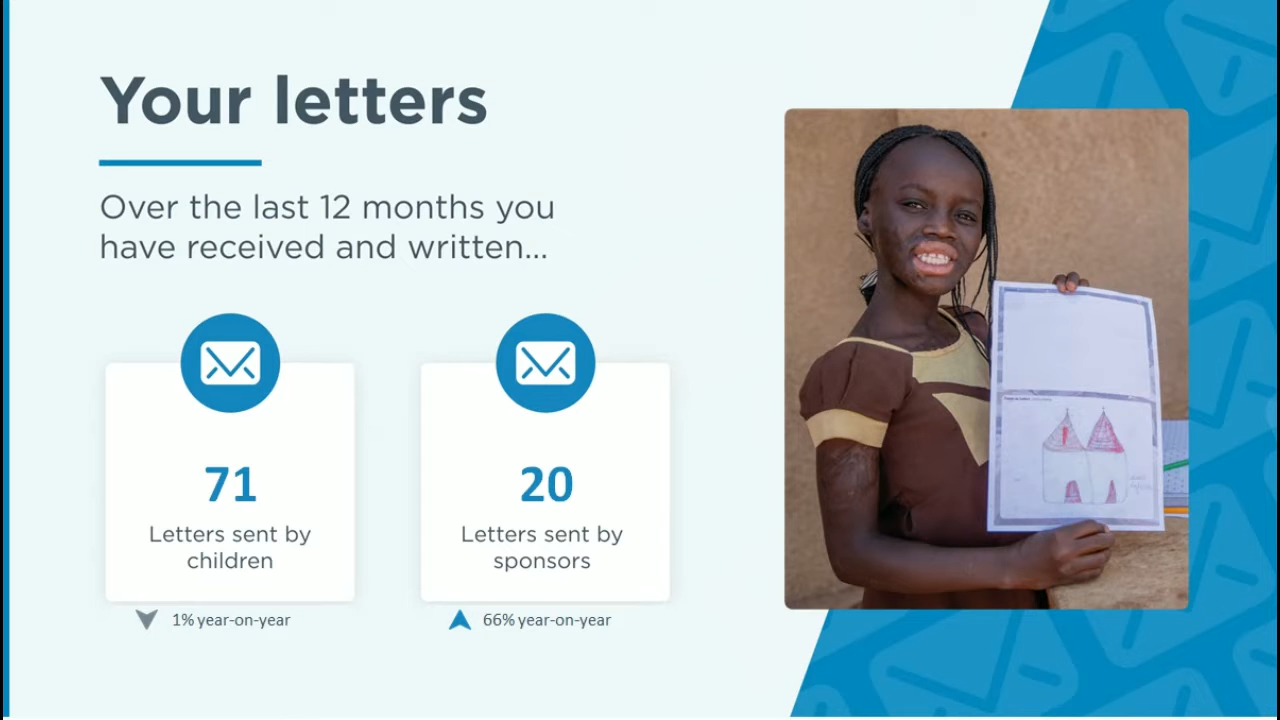 Your letters
Over the last 12 months you
have received and written...
71
Letters sent by
children
1% year-on-year
20
Letters sent by
sponsors
66% year-on-year